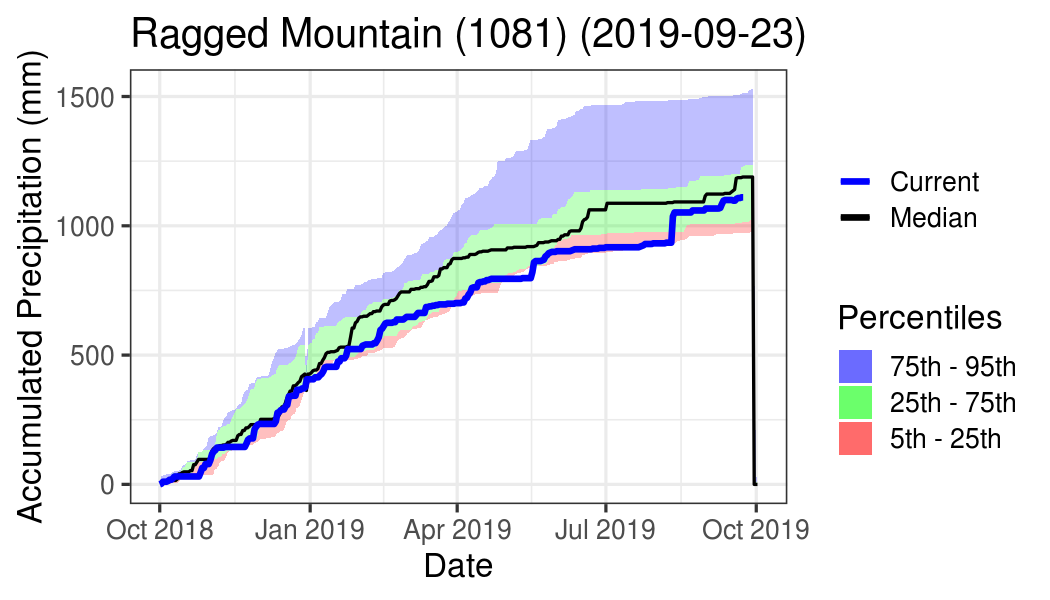 Ragged Mountain (1081) (2019-09-23)
Accumulated Precipitation (mm)
1500
1000
500
0
Oct 2018
Jan 2019
Apr 2019
Jul 2019
Oct 2019
Date
Current
Median
Percentiles
75th - 95th
25th - 75th
5th - 25th